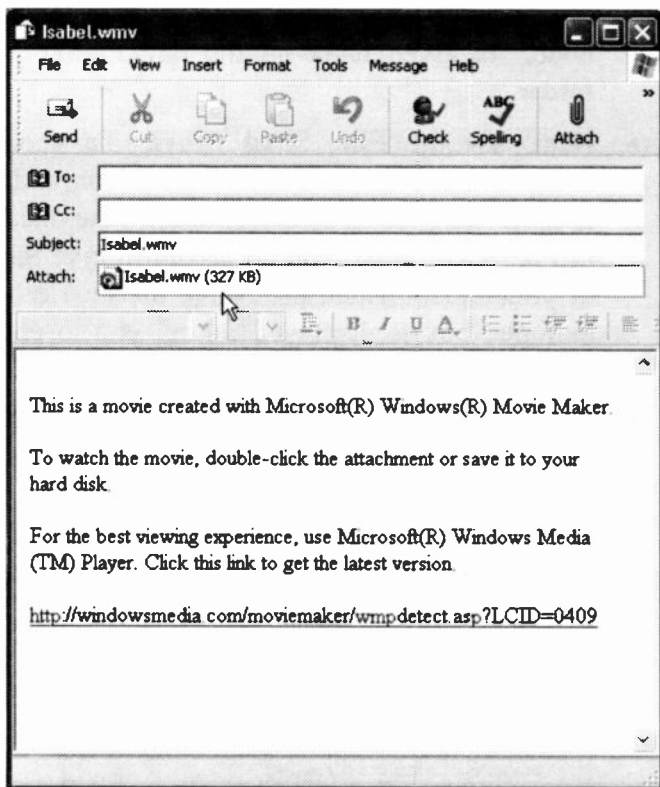 Isabel.wmv
File Edit View Insert Format Tools Message Help
Send Cut Copy Paste Undo Check Spelling Attach
ABC
To:
Cc:
Subject: Isabel.wmv
Attach: Isabel.wmv (327 KB)
B I U A
This is a movie created with Microsoft(R) Windows(R) Movie Maker.
To watch the movie, double-click the attachment or save it to your
hard disk.
For the best viewing experience, use Microsoft(R) Windows Media
(TM) Player. Click this link to get the latest version.
http://windowsmedia.com/moviemaker/wmpdetect.asp?LCID=0409